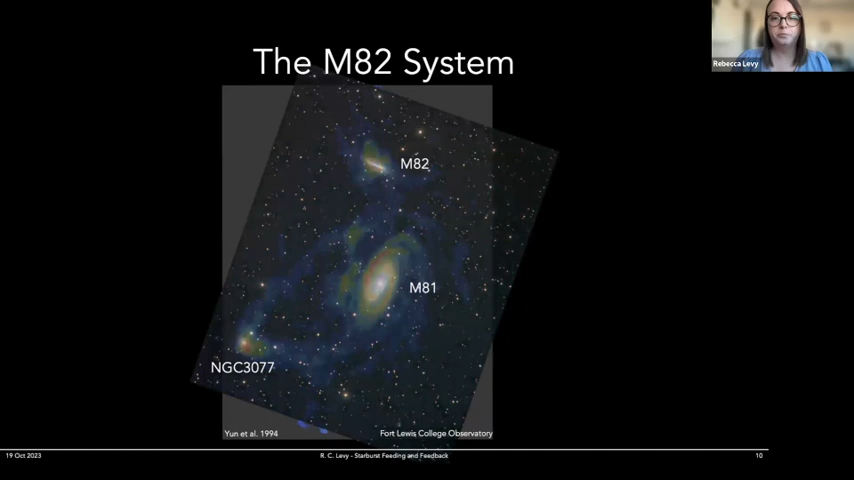 The M82 System
Rebecca Levy
M82
M81
NGC3077
Yun et al. 1994
Fort Lewis College Observatory
19 Oct 2023
R. C. Levy - Starburst Feeding and Feedback
10